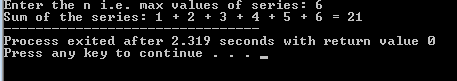 Enter the n i.e. max values of series: 6
Sum of the series: 1 + 2 + 3 + 4 + 5 + 6 = 21
--------------------------------
Process exited after 2.319 seconds with return value 0
Press any key to continue . . .